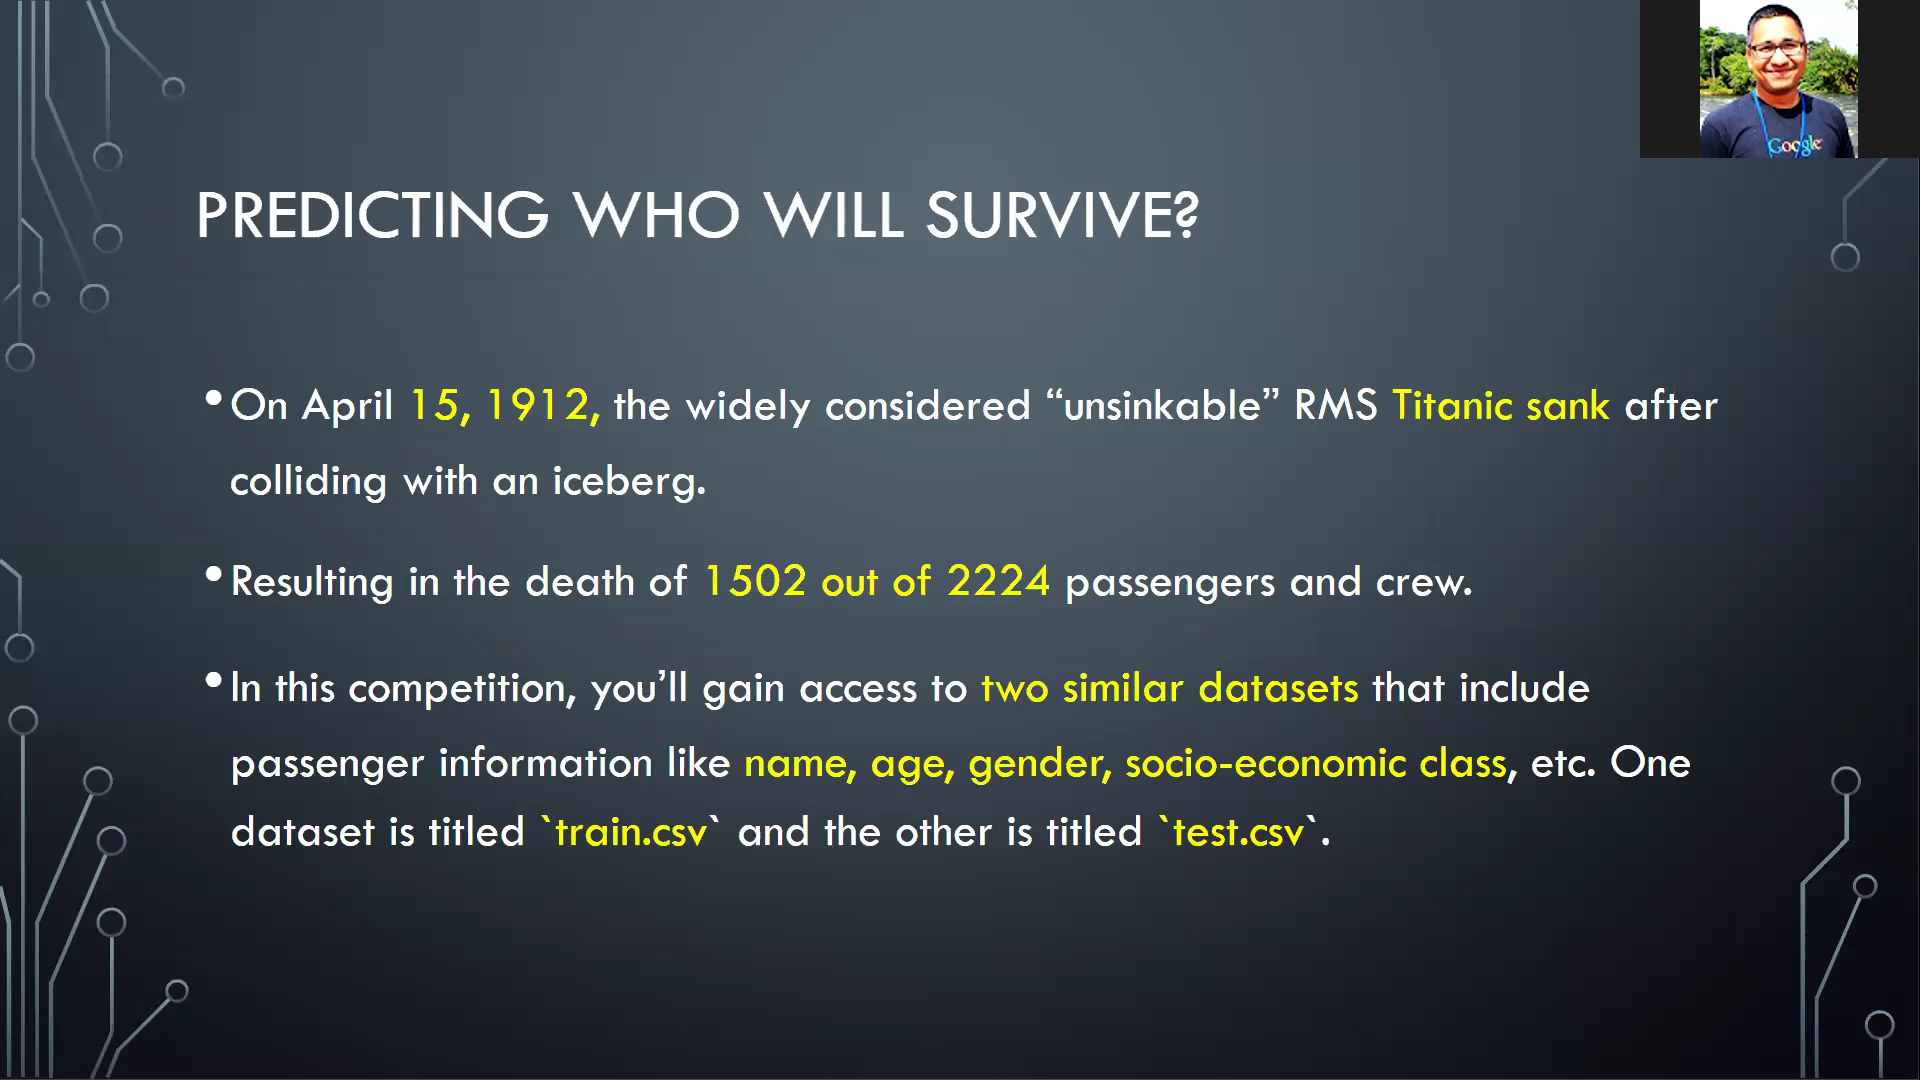 Google
PREDICTING WHO WILL SURVIVE?
•On April 15, 1912, the widely considered “unsinkable” RMS Titanic sank after
colliding with an iceberg.
•Resulting in the death of 1502 out of 2224 passengers and crew.
•In this competition, you’ll gain access to two similar datasets that include
passenger information like name, age, gender, socio-economic class, etc. One
dataset is titled `train.csv` and the other is titled `test.csv`.